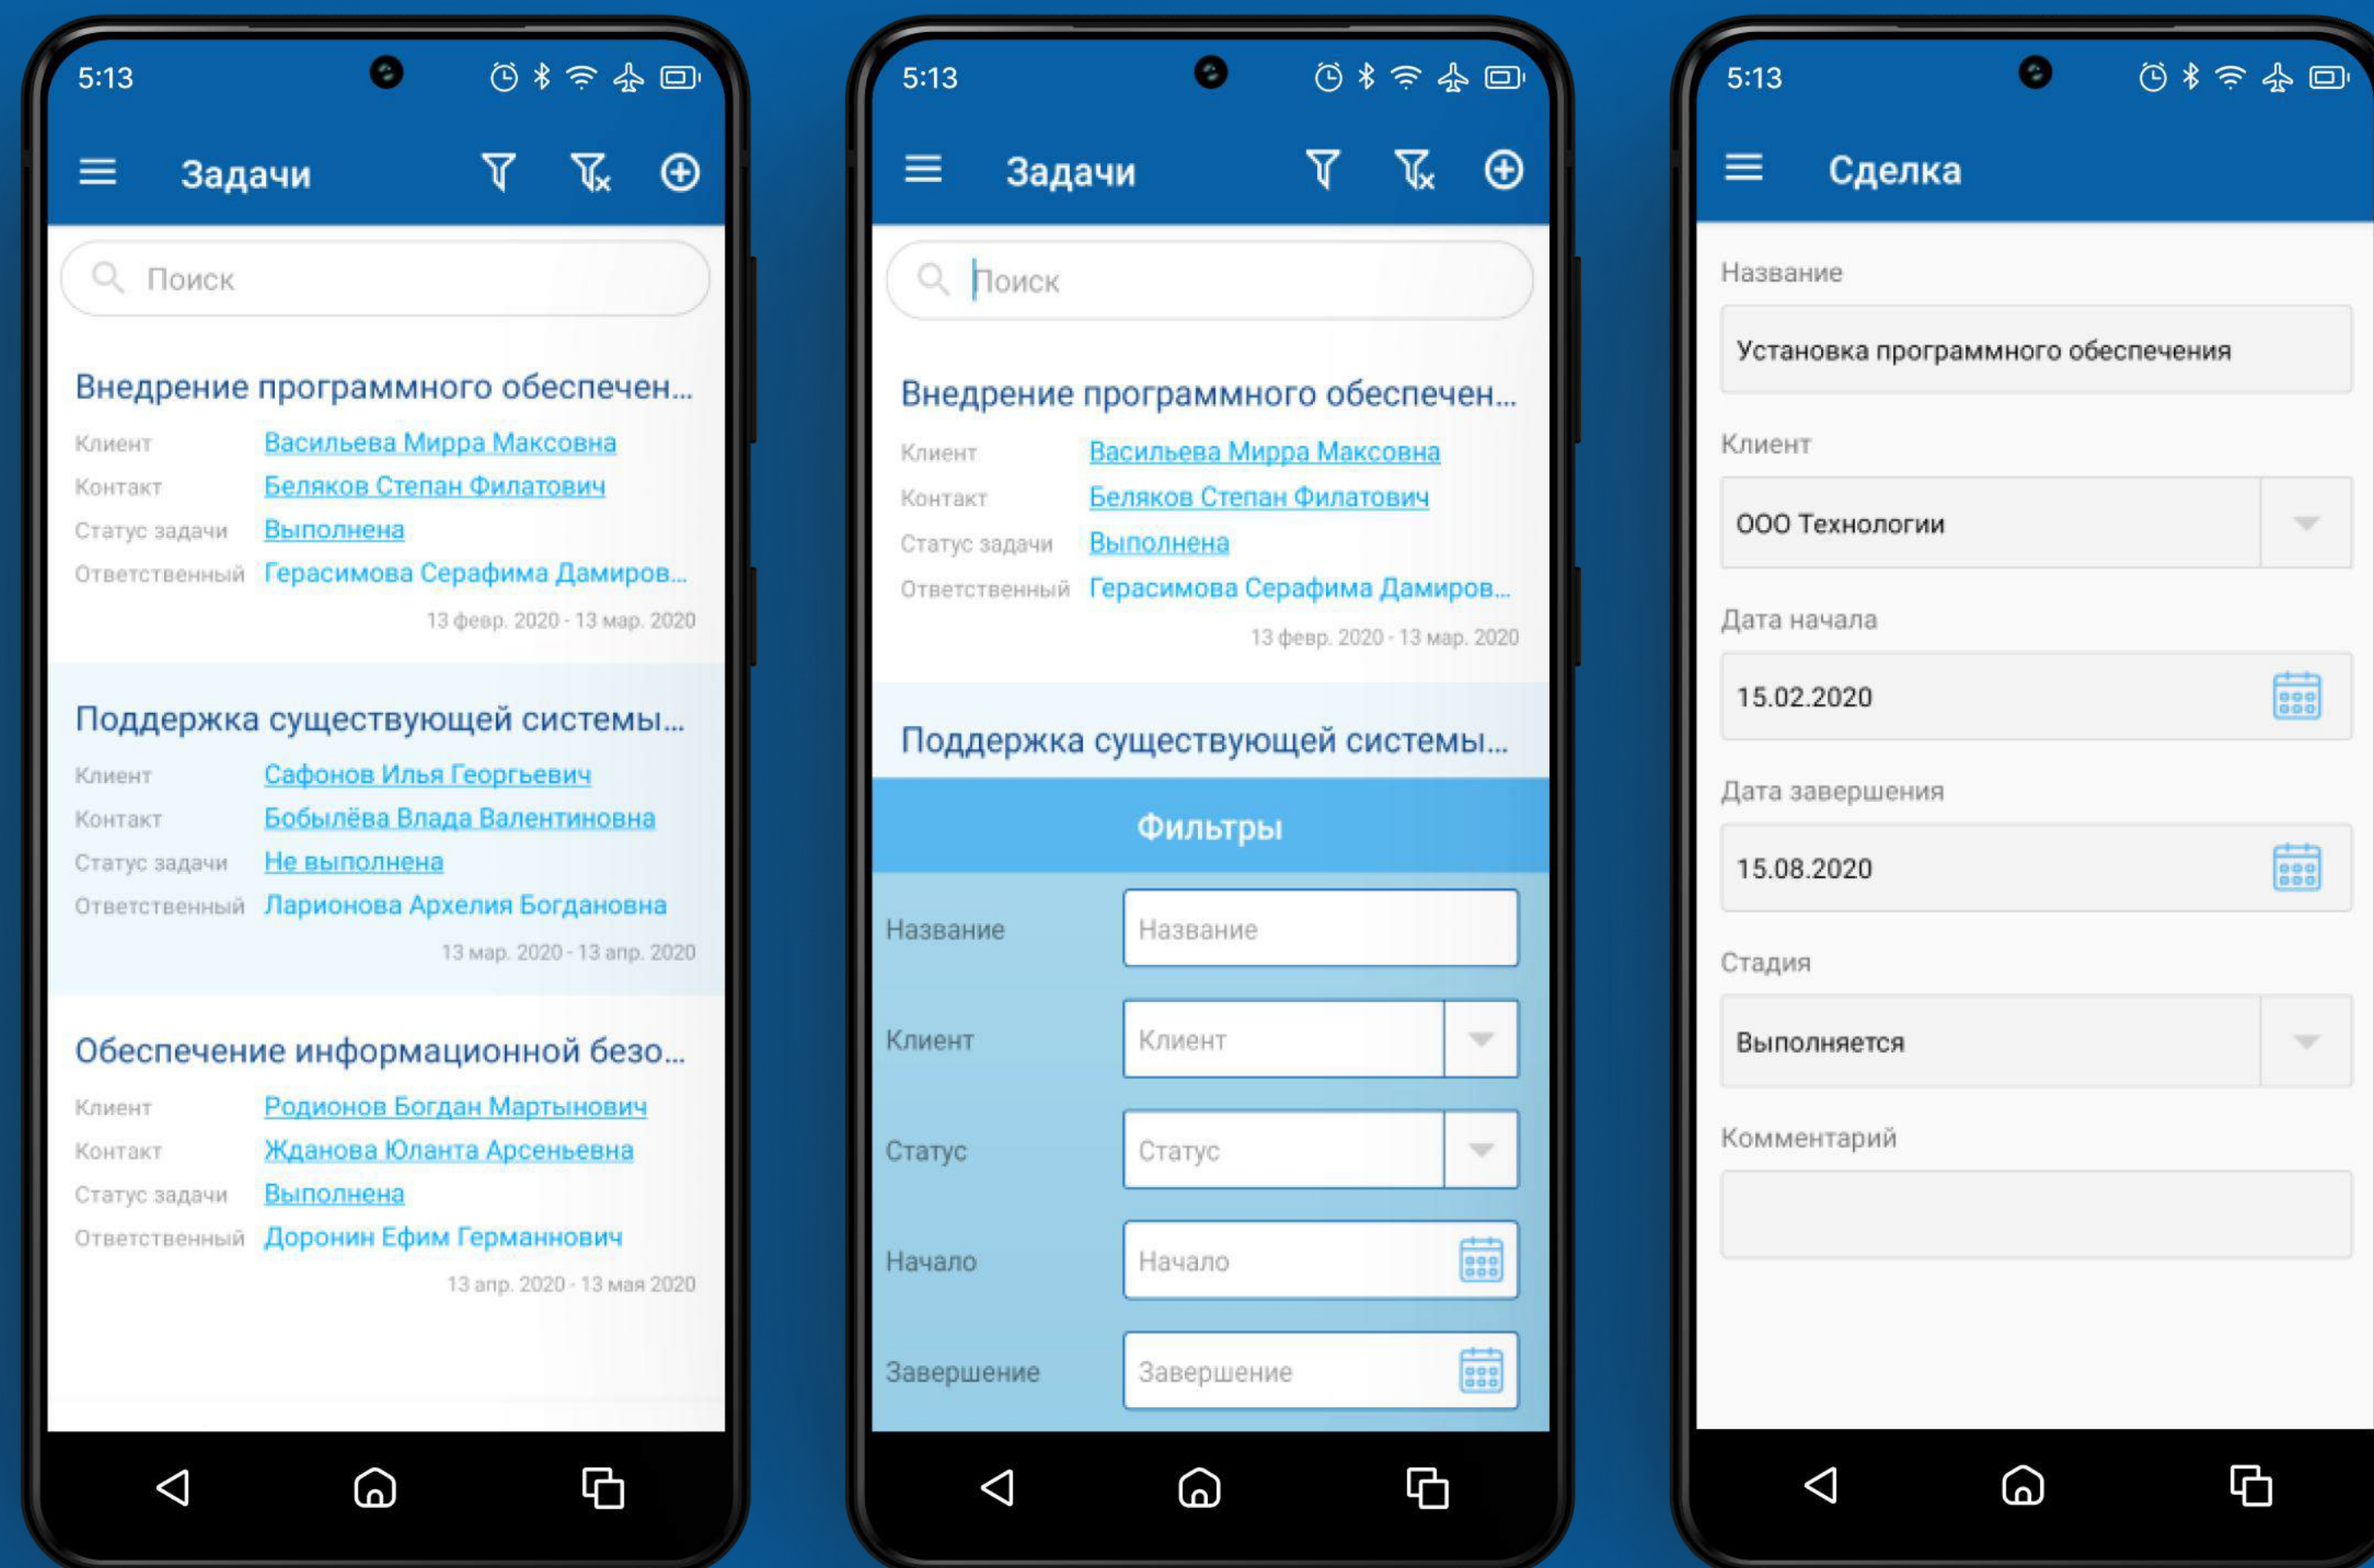 5:13
Задачи
Поиск
Внедрение программного обеспечен...
Клиент Васильева Мирра Максовна
Контакт Беляков Степан Филатович
Статус задачи Выполнена
Ответственный Герасимова Серафима Дамиров...
13 февр. 2020 - 13 мар. 2020
Поддержка существующей системы...
Клиент Сафонов Илья Георгьевич
Контакт Бобылёва Влада Валентиновна
Статус задачи Не выполнена
Ответственный Ларионова Архелия Богдановна
13 мар. 2020 - 13 апр. 2020
Обеспечение информационной безо...
Клиент Родионов Богдан Мартынович
Контакт Жданова Юланта Арсеньевна
Статус задачи Выполнена
Ответственный Доронин Ефим Германнович
13 апр. 2020 - 13 мая 2020
5:13
Задачи
Поиск
Внедрение программного обеспечен...
Клиент Васильева Мирра Максовна
Контакт Беляков Степан Филатович
Статус задачи Выполнена
Ответственный Герасимова Серафима Дамиров...
13 февр. 2020 - 13 мар. 2020
Поддержка существующей системы...
Фильтры
Название Название
Клиент Клиент
Статус Статус
Начало Начало
Завершение Завершение
5:13
Сделка
Название
Установка программного обеспечения
Клиент
ООО Технологии
Дата начала
15.02.2020
Дата завершения
15.08.2020
Стадия
Выполняется
Комментарий